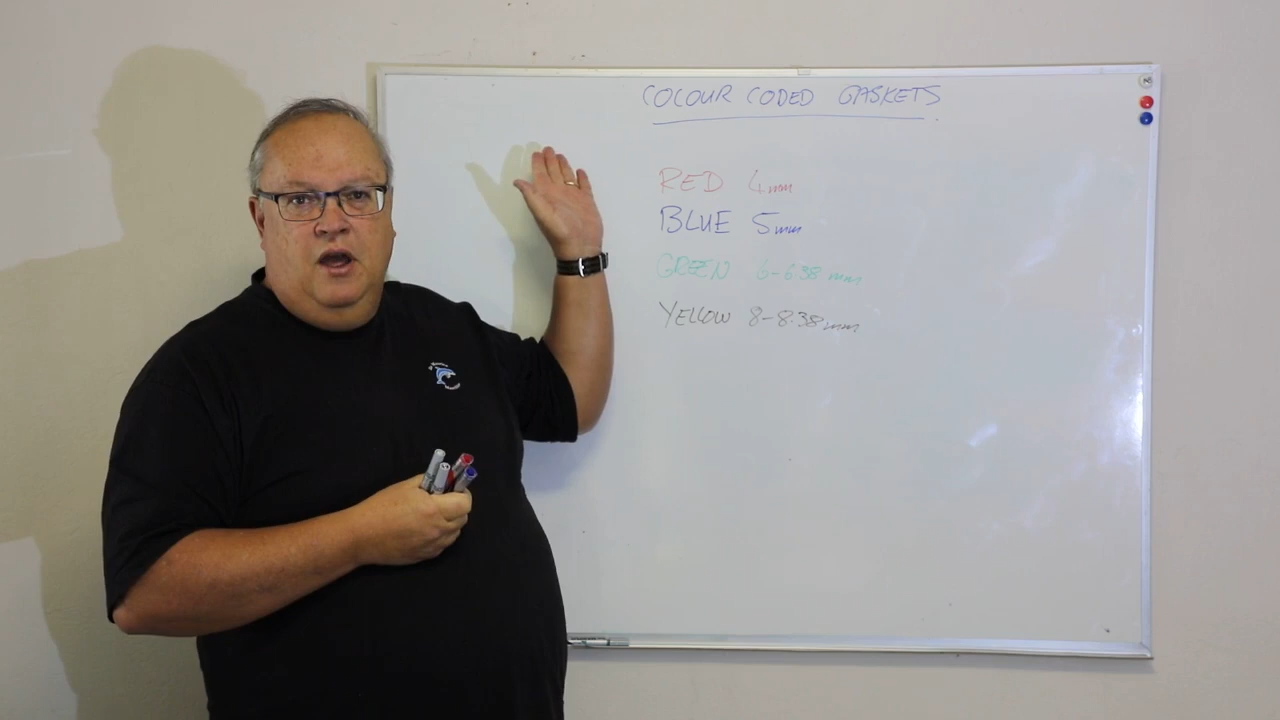 COLOUR CODED GASKETS
RED 4mm
BLUE 5mm
GREEN 6-6.38mm
YELLOW 8-8.38mm